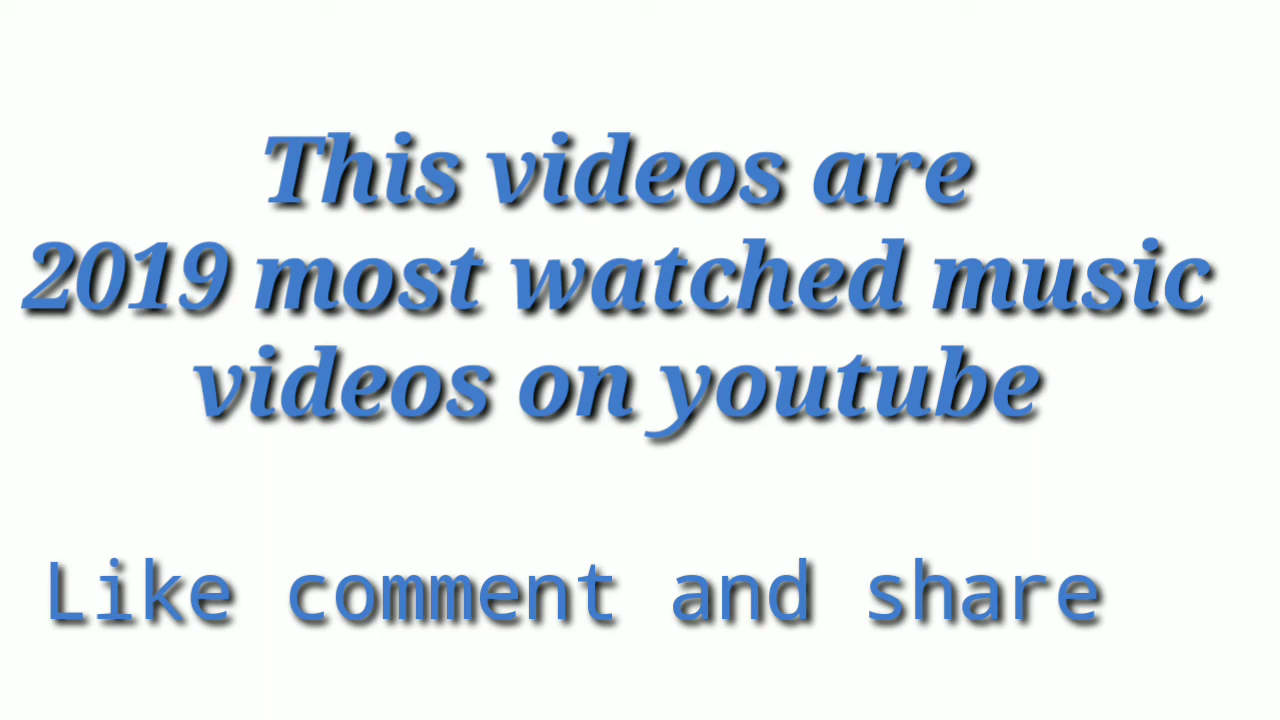 This videos are
2019 most watched music
videos on youtube
Like comment and share